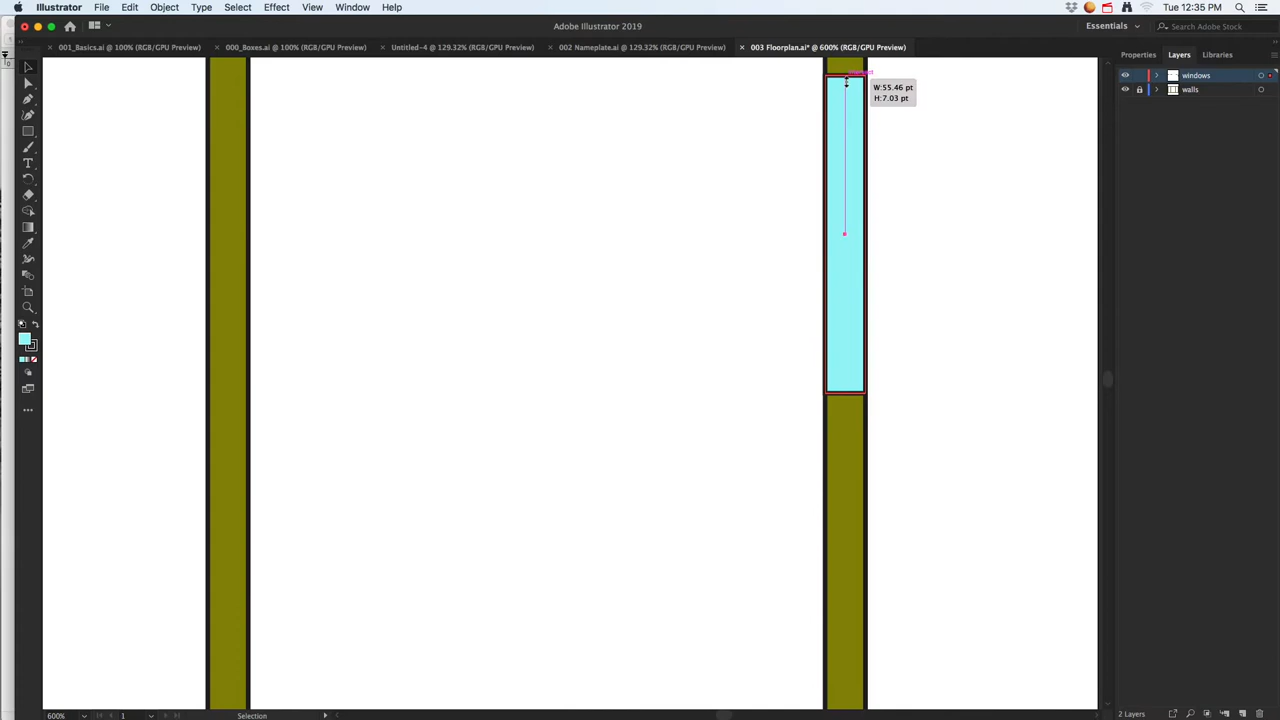 Illustrator File Edit Object Type Select Effect View Window Help
Tue 12:35 PM
Adobe Illustrator 2019
Essentials
Search Adobe Stock
001_Basics.ai @ 100% (RGB/GPU Preview)
000_Boxes.ai @ 100% (RGB/GPU Preview)
Untitled-4 @ 129.32% (RGB/GPU Preview)
002 Nameplate.ai @ 129.32% (RGB/GPU Preview)
003 Floorplan.ai* @ 600% (RGB/GPU Preview)
Properties Layers Libraries
windows
walls
intersect
W:55.46 pt
H:7.03 pt
600%
1
Selection
2 Layers